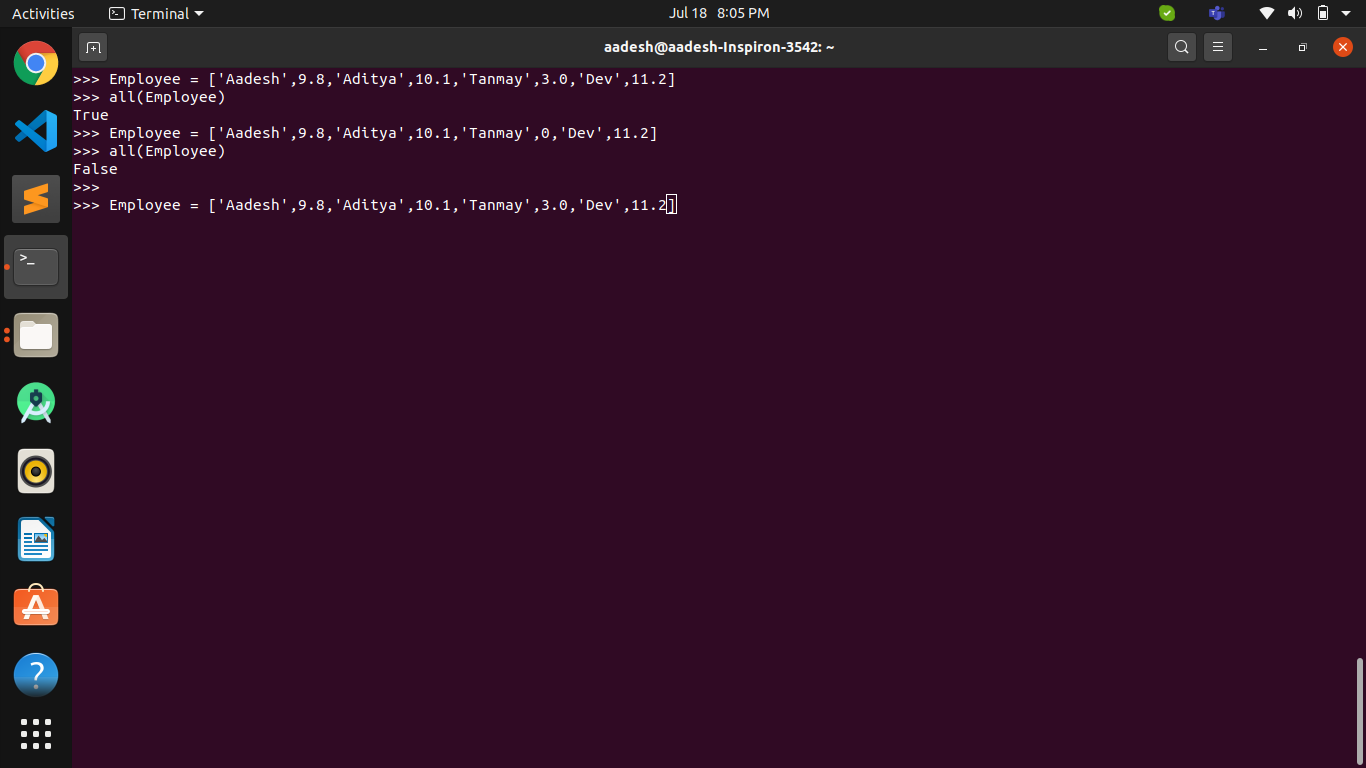 Activities Terminal Jul 18 8:05 PM
aadesh@aadesh-Inspiron-3542: ~
>>> Employee = ['Aadesh',9.8,'Aditya',10.1,'Tanmay',3.0,'Dev',11.2]
>>> all(Employee)
True
>>> Employee = ['Aadesh',9.8,'Aditya',10.1,'Tanmay',0,'Dev',11.2]
>>> all(Employee)
False
>>>
>>> Employee = ['Aadesh',9.8,'Aditya',10.1,'Tanmay',3.0,'Dev',11.2]